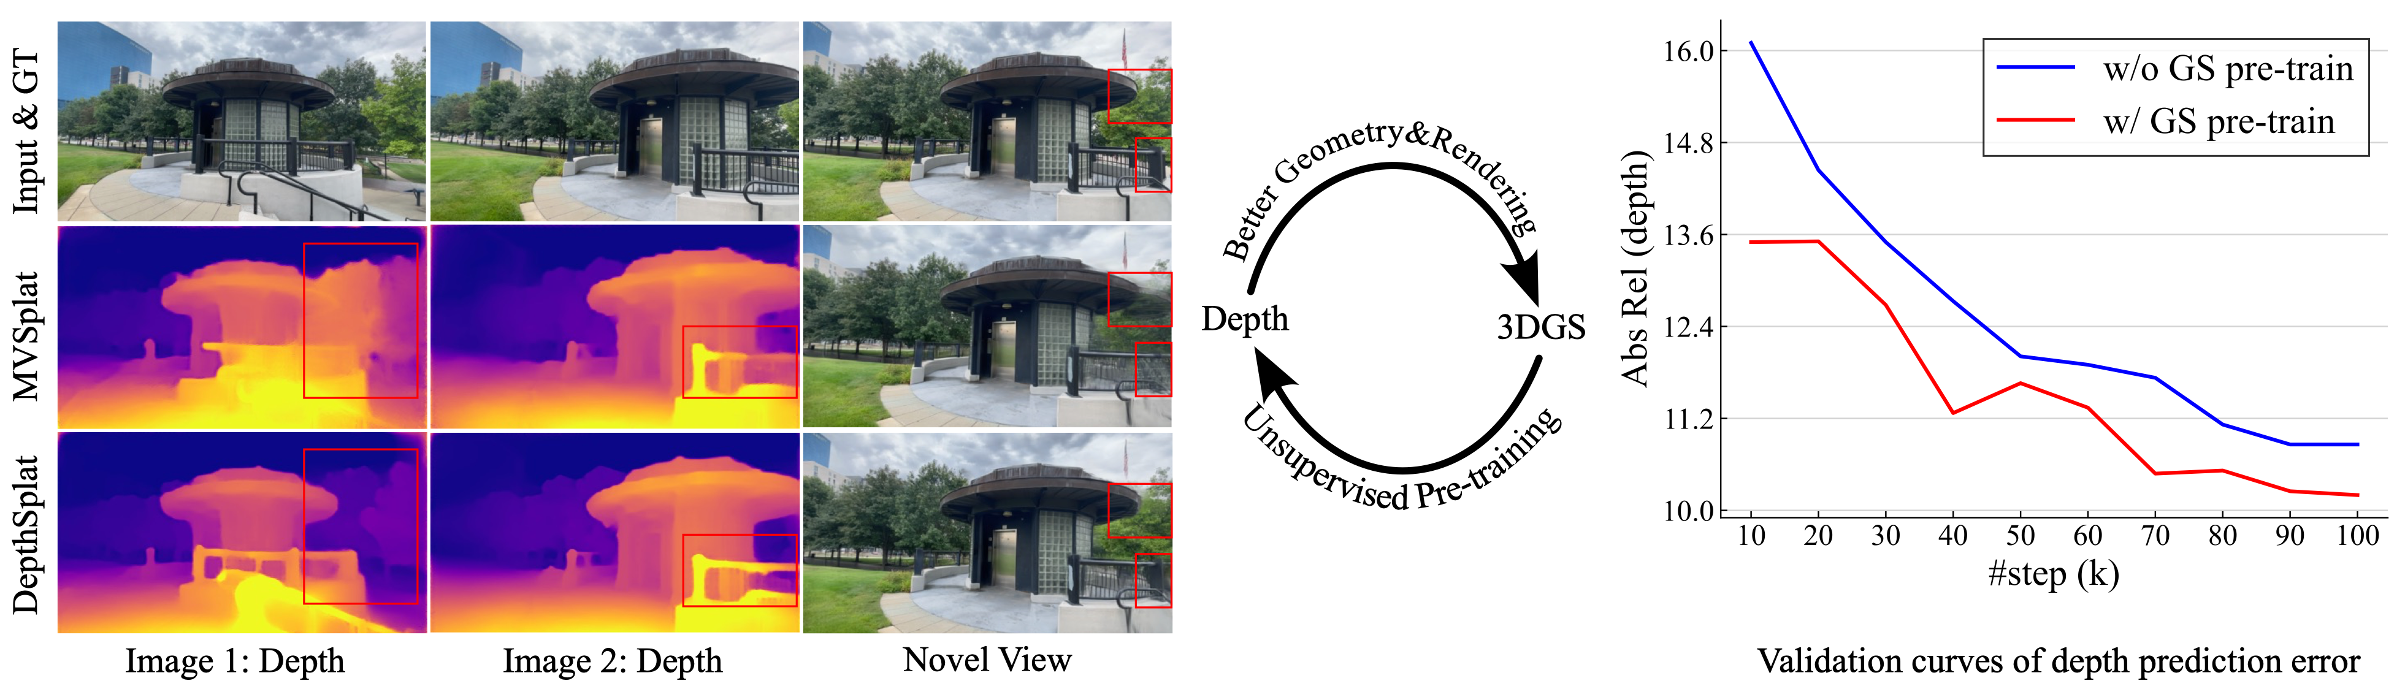 Input & GT
MVSplat
DepthSplat
Image 1: Depth
Image 2: Depth
Novel View
Better Geometry&Rendering
Depth
3DGS
Unsupervised Pre-training
Abs Rel (depth)
16.0
14.8
13.6
12.4
11.2
10.0
w/o GS pre-train
w/ GS pre-train
10 20 30 40 50 60 70 80 90 100
#step (k)
Validation curves of depth prediction error